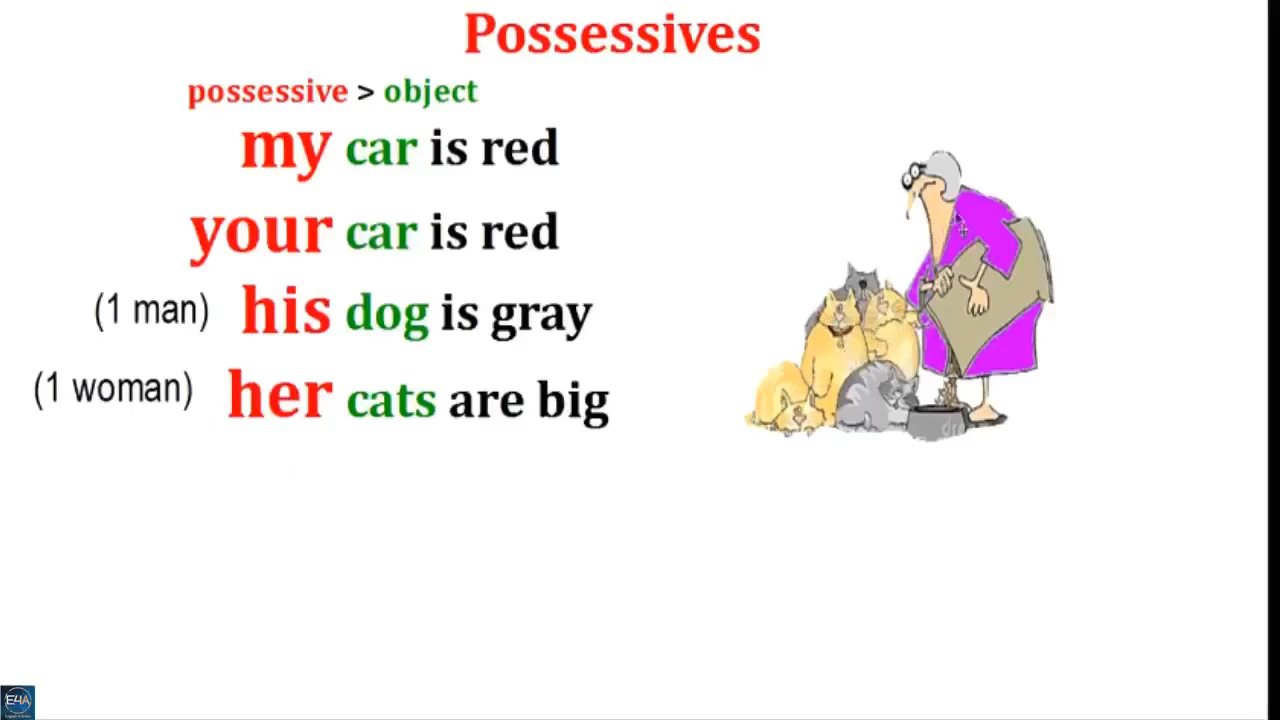 Possessives
possessive > object
my car is red
your car is red
(1 man) his dog is gray
(1 woman) her cats are big
E4A